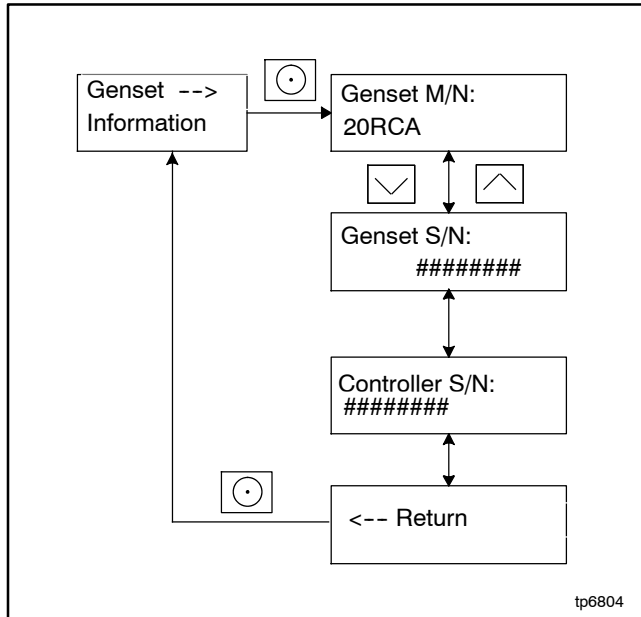 Genset -->
Information
Genset M/N:
20RCA
Genset S/N:
########
Controller S/N:
########
<-- Return
tp6804